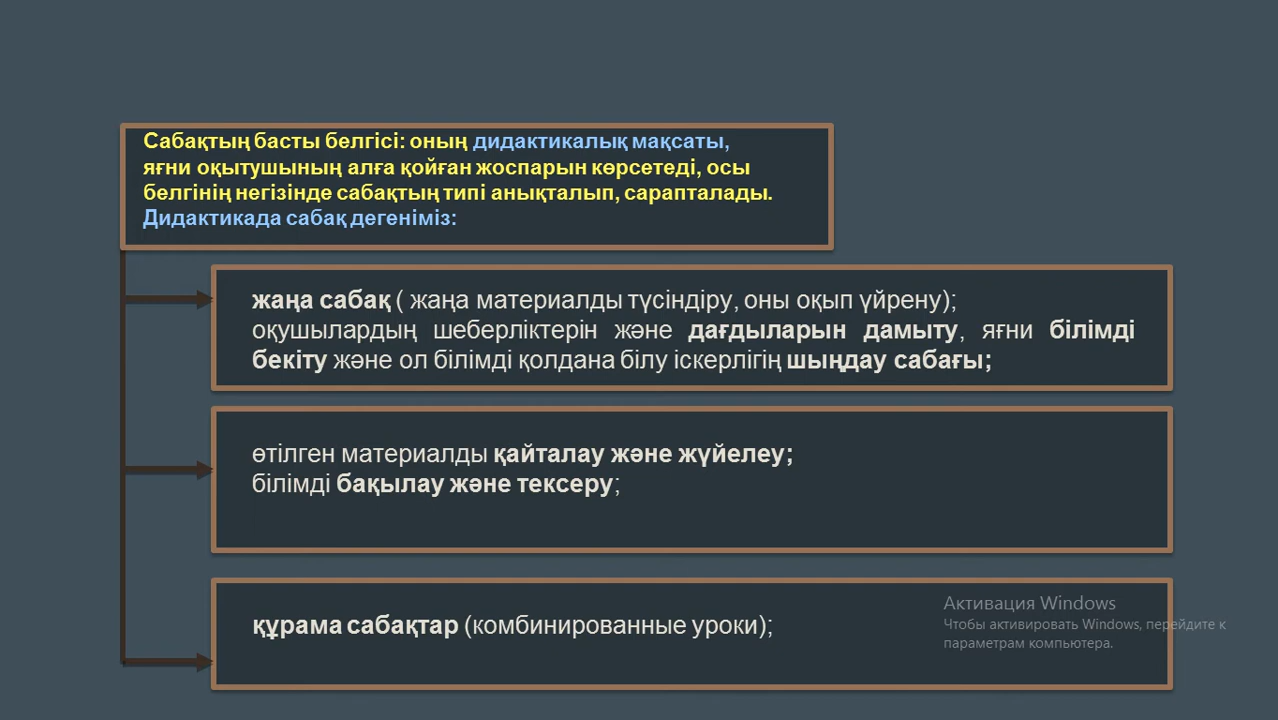 Сабақтың басты белгісі: оның дидактикалық мақсаты,
яғни оқытушының алға қойған жоспарын көрсетеді, осы
белгінің негізінде сабақтың типі анықталып, сарапталады.
Дидактикада сабақ дегеніміз:
жаңа сабақ ( жаңа материалды түсіндіру, оны оқып үйрену);
оқушылардың шеберліктерін және дағдыларын дамыту, яғни білімді
бекіту және ол білімді қолдана білу іскерлігің шыңдау сабағы;
өтілген материалды қайталау және жүйелеу;
білімді бақылау және тексеру;
құрама сабақтар (комбинированные уроки);
Активация Windows
Чтобы активировать Windows, перейдите к
параметрам компьютера.